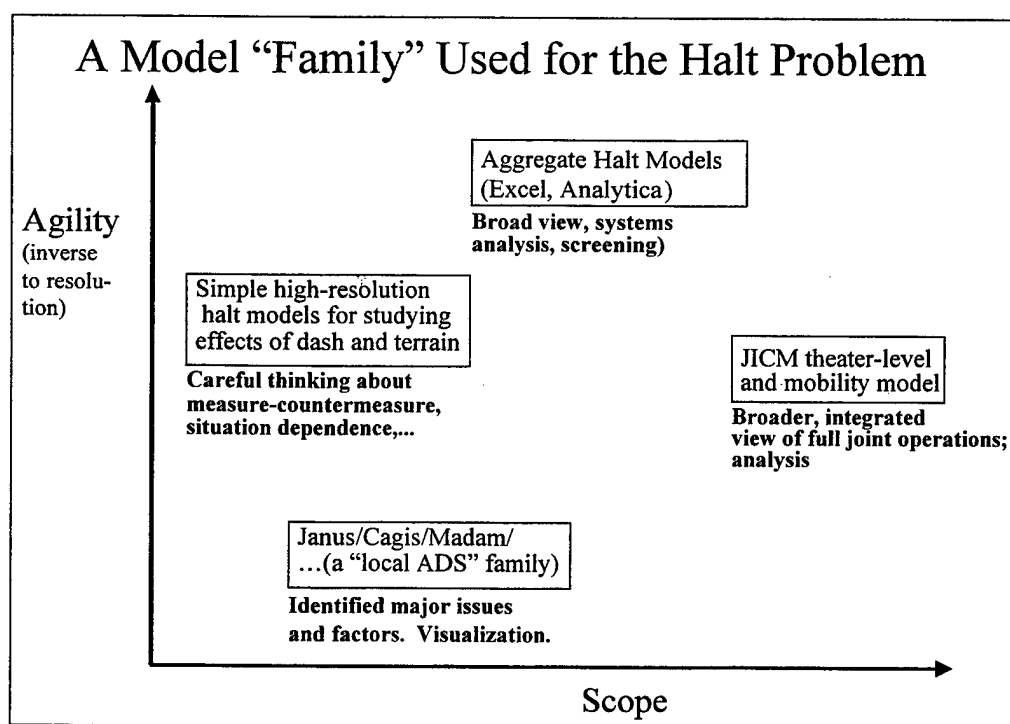 A Model “Family” Used for the Halt Problem
Agility
(inverse
to resolu-
tion)
Aggregate Halt Models
(Excel, Analytica)
Broad view, systems
analysis, screening)
Simple high-resolution
halt models for studying
effects of dash and terrain
Careful thinking about
measure-countermeasure,
situation dependence,...
JICM theater-level
and mobility model
Broader, integrated
view of full joint operations;
analysis
Janus/Cagis/Madam/
…(a “local ADS” family)
Identified major issues
and factors. Visualization.
Scope